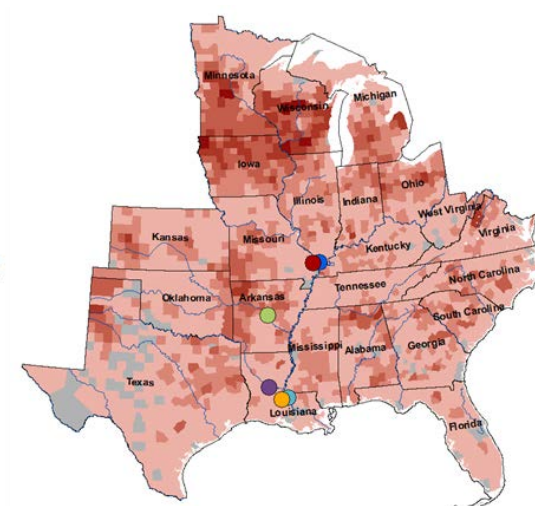 Minnesota
Wisconsin
Michigan
Iowa
Illinois
Indiana
Ohio
West Virginia
Virginia
Kansas
Missouri
Kentucky
Oklahoma
Arkansas
Tennessee
North Carolina
South Carolina
Mississippi
Alabama
Georgia
Texas
Louisiana
Florida